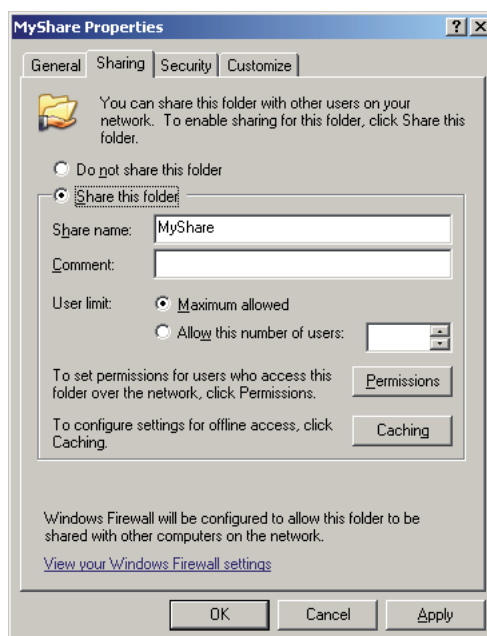 MyShare Properties
General Sharing Security Customize
You can share this folder with other users on your
network. To enable sharing for this folder, click Share this
folder.
Do not share this folder
Share this folder
Share name: MyShare
Comment:
User limit: Maximum allowed
Allow this number of users:
To set permissions for users who access this
folder over the network, click Permissions.
Permissions
To configure settings for offline access, click
Caching.
Caching
Windows Firewall will be configured to allow this folder to be
shared with other computers on the network.
View your Windows Firewall settings
OK Cancel Apply